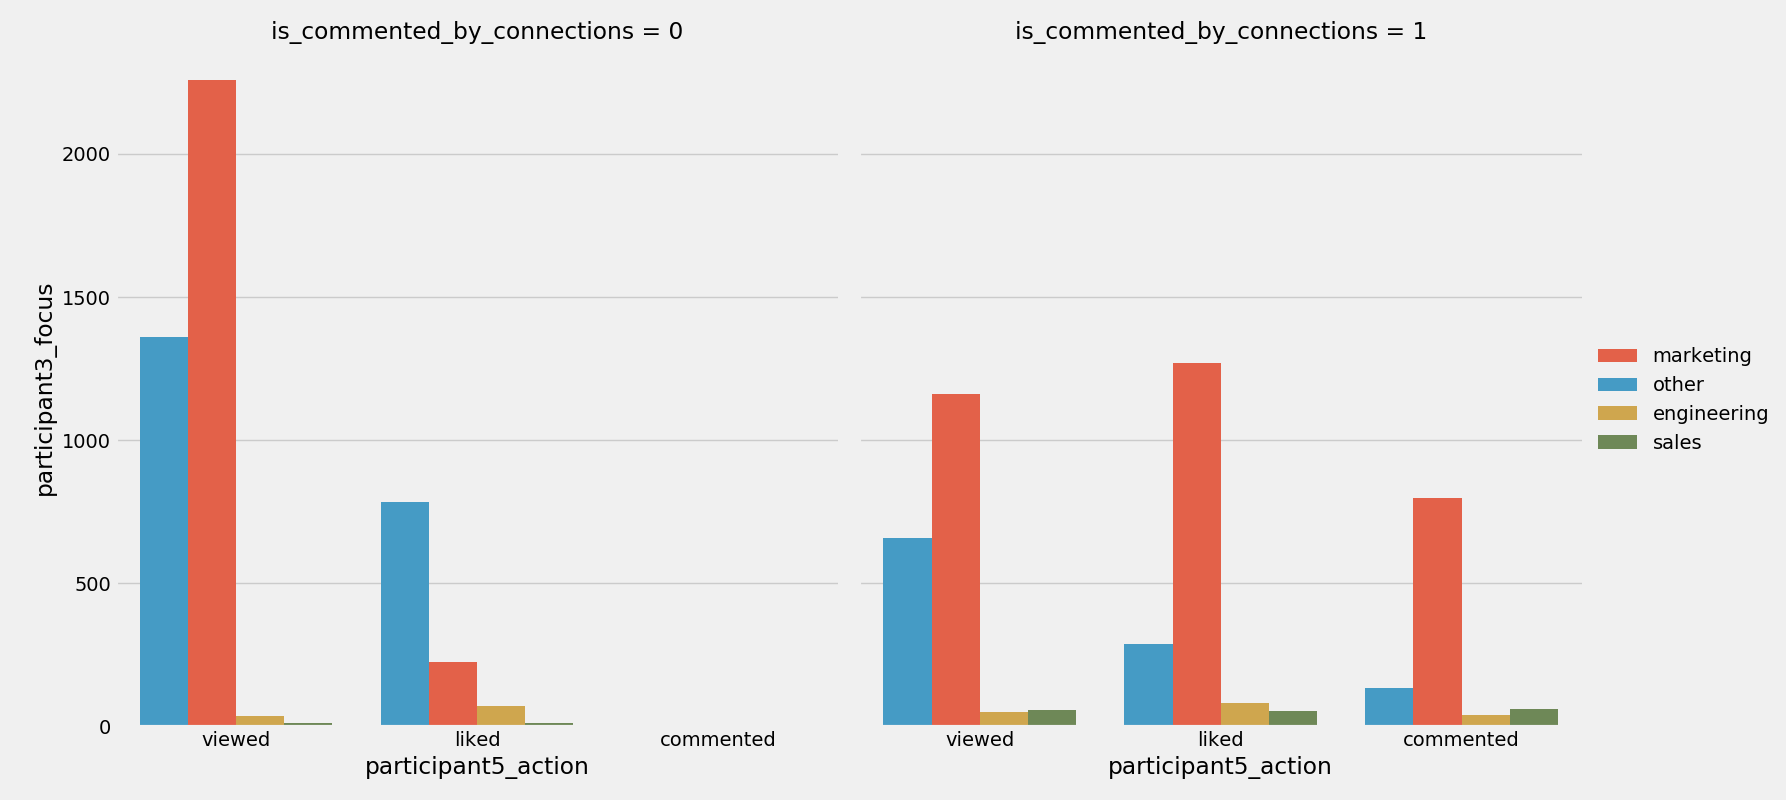 is_commented_by_connections = 0
is_commented_by_connections = 1
participant3_focus
2000
1500
1000
500
0
viewed
liked
commented
viewed
liked
commented
participant5_action
participant5_action
marketing
other
engineering
sales